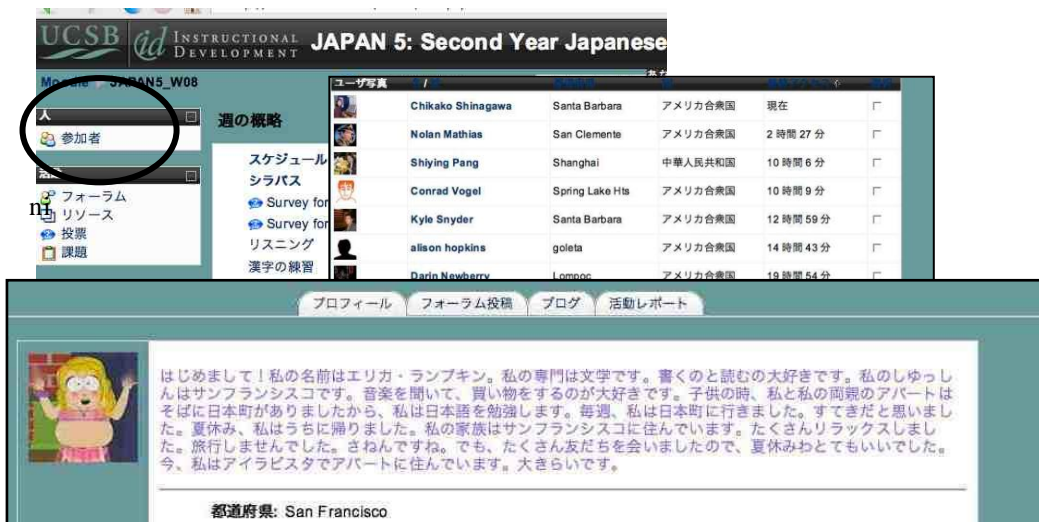 UCSB id INSTRUCTIONAL DEVELOPMENT JAPAN 5: Second Year Japanese
JAPAN5_W08
人
参加者
フォーラム
リソース
投票
課題
ni
週の概略
スケジュール
シラバス
Survey for
Survey for
リスニング
漢字の練習
ユーザ写真 /
Chikako Shinagawa Santa Barbara アメリカ合衆国 現在
Nolan Mathias San Clemente アメリカ合衆国 2 時間 27 分
Shiying Pang Shanghai 中華人民共和国 10 時間 6 分
Conrad Vogel Spring Lake Hts アメリカ合衆国 10 時間 9 分
Kyle Snyder Santa Barbara アメリカ合衆国 12 時間 59 分
alison hopkins goleta アメリカ合衆国 14 時間 43 分
Darin Newberry Lompoc アメリカ合衆国 19 時間 54 分
プロフィール フォーラム投稿 ブログ 活動レポート
はじめまして！私の名前はエリカ・ランプキン。私の専門は文学です。書くのと読むの大好きです。私のしゆっし
んはサンフランシスコです。音楽を聞いて、買い物をするのが大好きです。子供の時、私と私の両親のアパートは
そばに日本町がありましたから、私は日本語を勉強します。毎週、私は日本町に行きました。すてきだと思いまし
た。夏休み、私はうちに帰りました。私の家族はサンフランシスコに住んでいます。たくさんリラックスしまし
た。旅行しませんでした。さねんですね。でも、たくさん友だちを会いましたので、夏休みわとてもいいでした。
今、私はアイラビスタでアパートに住んでいます。大きらいです。
都道府県: San Francisco